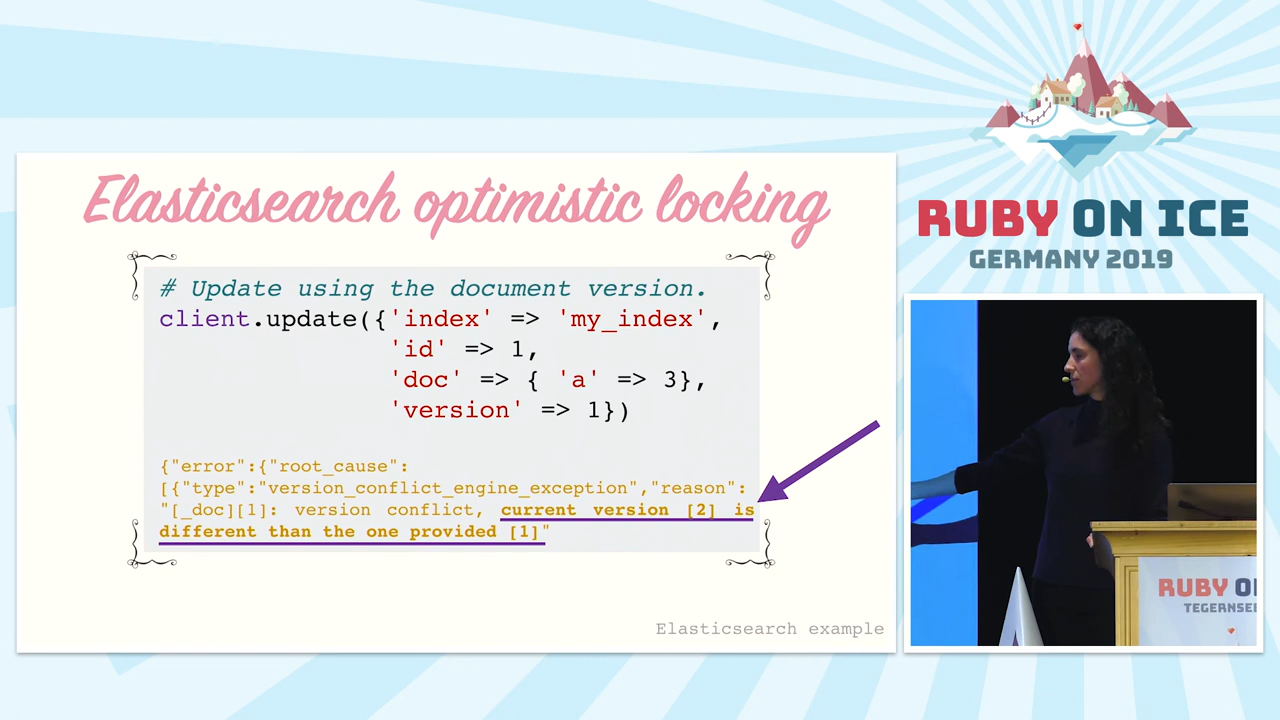 Elasticsearch optimistic locking
# Update using the document version.
client.update({'index' => 'my_index',
'id' => 1,
'doc' => { 'a' => 3},
'version' => 1})
{"error":{"root_cause":
[{"type":"version_conflict_engine_exception","reason":
"[_doc][1]: version conflict, current version [2] is
different than the one provided [1]"
Elasticsearch example
RUBY ON ICE
GERMANY 2019
RUBY O
TEGERNSE